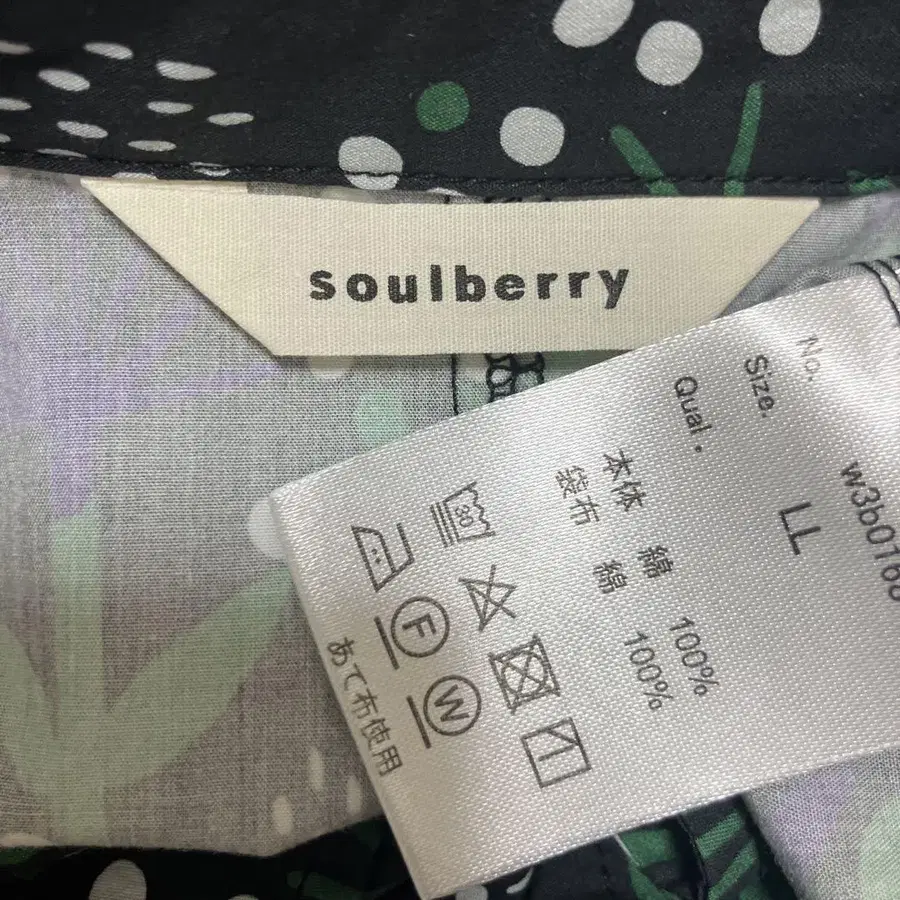 soulberry
No. w3b0168
Size. LL
Qual.
本体 綿 100%
袋布 綿 100%
30
F
W
あて布使用